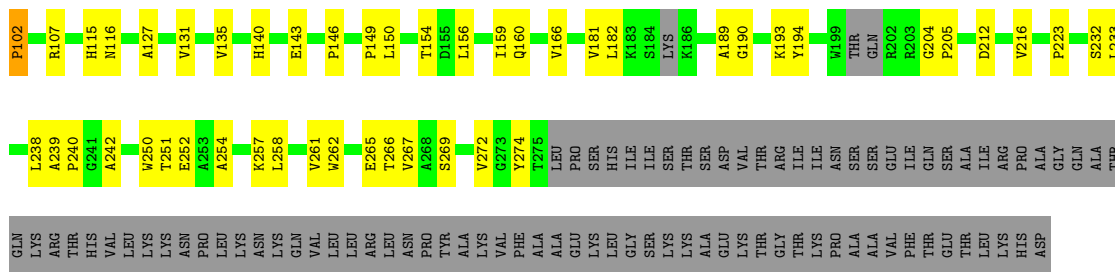 P102 R107 H115 N116 A127 V131 V135 H140 E143 P146 P149 L150 T154 D155 L156 I159 Q160 V166 V181 L182 K183 S184 LYS K186 A189 G190 K193 Y194 W199 THR GLN R202 R203 G204 P205 D212 V216 P223 S232
L238 A239 P240 G241 A242 W250 T251 E252 A253 A254 K257 L258 V261 W262 E265 T266 V267 A268 S269 V272 G273 Y274 T275 LEU PRO SER HIS ILE ILE SER THR SER ASP VAL THR ARG ILE ILE ASN SER SER GLU ILE GLN SER ALA ILE ARG PRO ALA GLY GLN ALA THR
GLN LYS ARG THR HIS VAL LEU LYS LYS ASN PRO LEU LYS ASN LYS GLN VAL LEU LEU ARG LEU ASN PRO TYR ALA LYS VAL PHE ALA ALA GLU LYS LEU GLY SER LYS LYS ALA GLU LYS THR GLY THR LYS PRO ALA ALA VAL PHE THR GLU THR LEU LYS HIS ASP